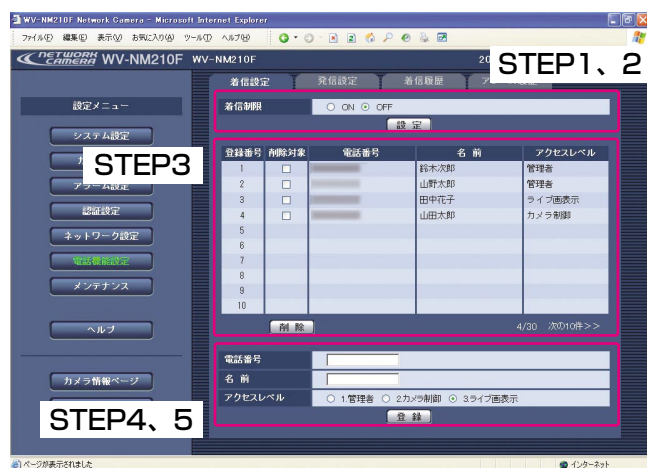 WV-NM210F Network Camera - Microsoft Internet Explorer
ファイル(F) 編集(E) 表示(V) お気に入り(A) ツール(T) ヘルプ(H)
NETWORK CAMERA WV-NM210F WV-NM210F 20
STEP1、2
着信設定 発信設定 着信履歴
設定メニュー
着信制限 ON OFF
設 定
システム設定
STEP3
アラーム設定
認証設定
ネットワーク設定
電話機能設定
メンテナンス
ヘルプ
登録番号 削除対象 電話番号 名 前 アクセスレベル
1 鈴木次郎 管理者
2 山野太郎 管理者
3 田中花子 ライブ画表示
4 山田太郎 カメラ制御
5
6
7
8
9
10
削 除 4/30 次の10件>>
カメラ情報ページ
STEP4、5
電話番号
名 前
アクセスレベル 1.管理者 2.カメラ制御 3.ライブ画表示
登 録
ページが表示されました インターネット